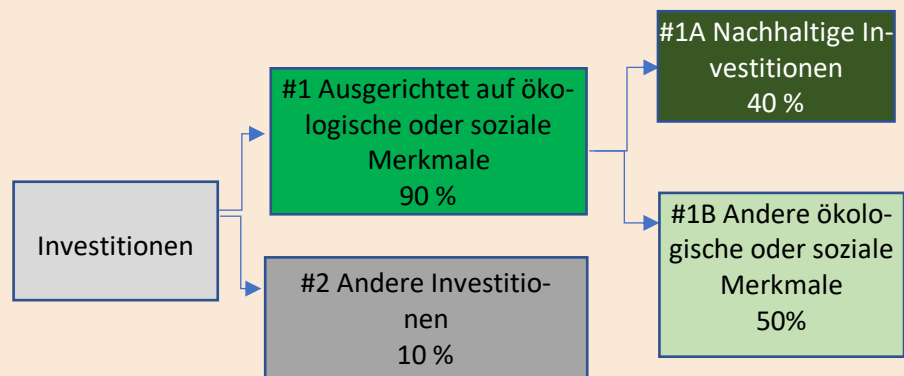 Investitionen
#1 Ausgerichtet auf öko-
logische oder soziale
Merkmale
90 %
#2 Andere Investitio-
nen
10 %
#1A Nachhaltige In-
vestitionen
40 %
#1B Andere ökolo-
gische oder soziale
Merkmale
50%